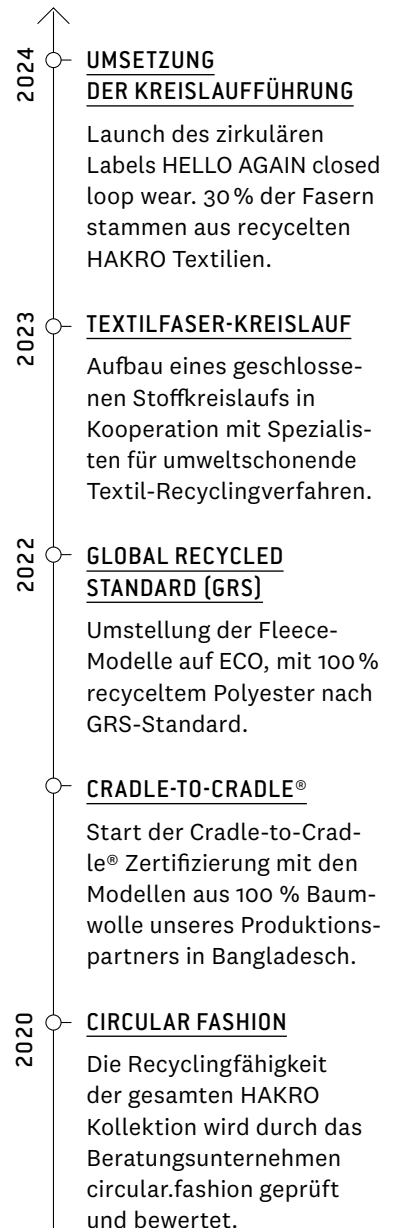 2024
UMSETZUNG
DER KREISLAUFFÜHRUNG
Launch des zirkulären
Labels HELLO AGAIN closed
loop wear. 30 % der Fasern
stammen aus recycelten
HAKRO Textilien.
2023
TEXTILFASER-KREISLAUF
Aufbau eines geschlosse-
nen Stoffkreislaufs in
Kooperation mit Spezialis-
ten für umweltschonende
Textil-Recyclingverfahren.
2022
GLOBAL RECYCLED
STANDARD (GRS)
Umstellung der Fleece-
Modelle auf ECO, mit 100 %
recyceltem Polyester nach
GRS-Standard.
CRADLE-TO-CRADLE®
Start der Cradle-to-Crad-
le® Zertifizierung mit den
Modellen aus 100 % Baum-
wolle unseres Produktions-
partners in Bangladesch.
2020
CIRCULAR FASHION
Die Recyclingfähigkeit
der gesamten HAKRO
Kollektion wird durch das
Beratungsunternehmen
circular.fashion geprüft
und bewertet.